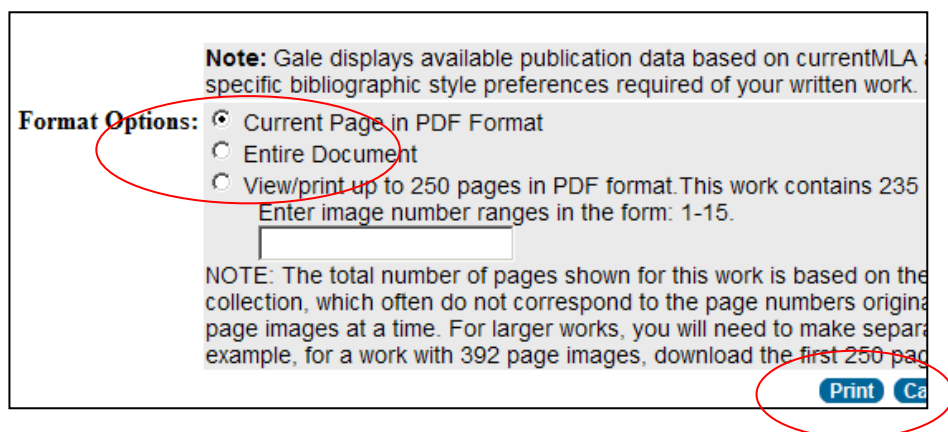 Note: Gale displays available publication data based on currentMLA
specific bibliographic style preferences required of your written work.
Format Options: Current Page in PDF Format
Entire Document
View/print up to 250 pages in PDF format.This work contains 235
Enter image number ranges in the form: 1-15.
NOTE: The total number of pages shown for this work is based on the
collection, which often do not correspond to the page numbers origina
page images at a time. For larger works, you will need to make separa
example, for a work with 392 page images, download the first 250 pag
Print Ca